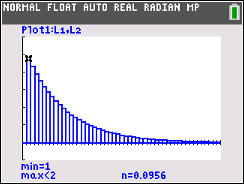 NORMAL FLOAT AUTO REAL RADIAN MP
Plot1:L1,L2
min=1
max<2 n=0.0956